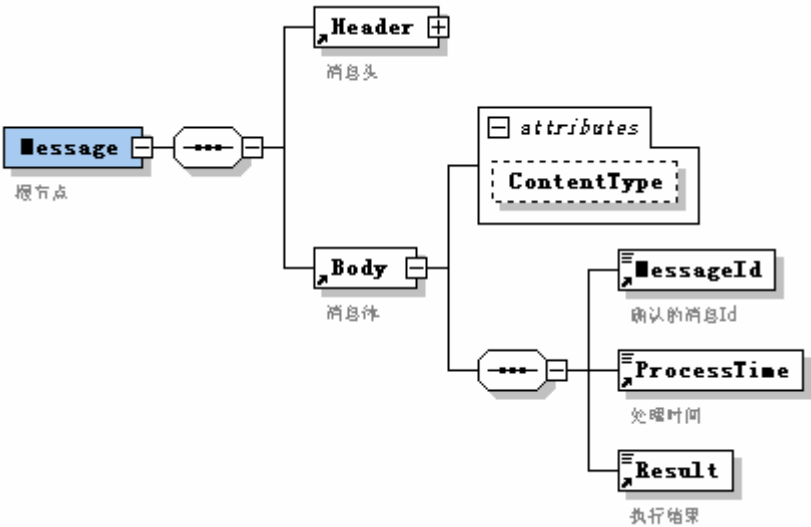 Header
消息头
Message
根节点
attributes
ContentType
Body
消息体
MessageId
确认的消息Id
ProcessTime
处理时间
Result
执行结果